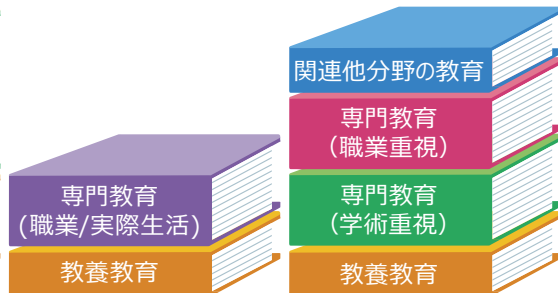 専門教育
(職業/実際生活)
教養教育
関連他分野の教育
専門教育
(職業重視)
専門教育
(学術重視)
教養教育